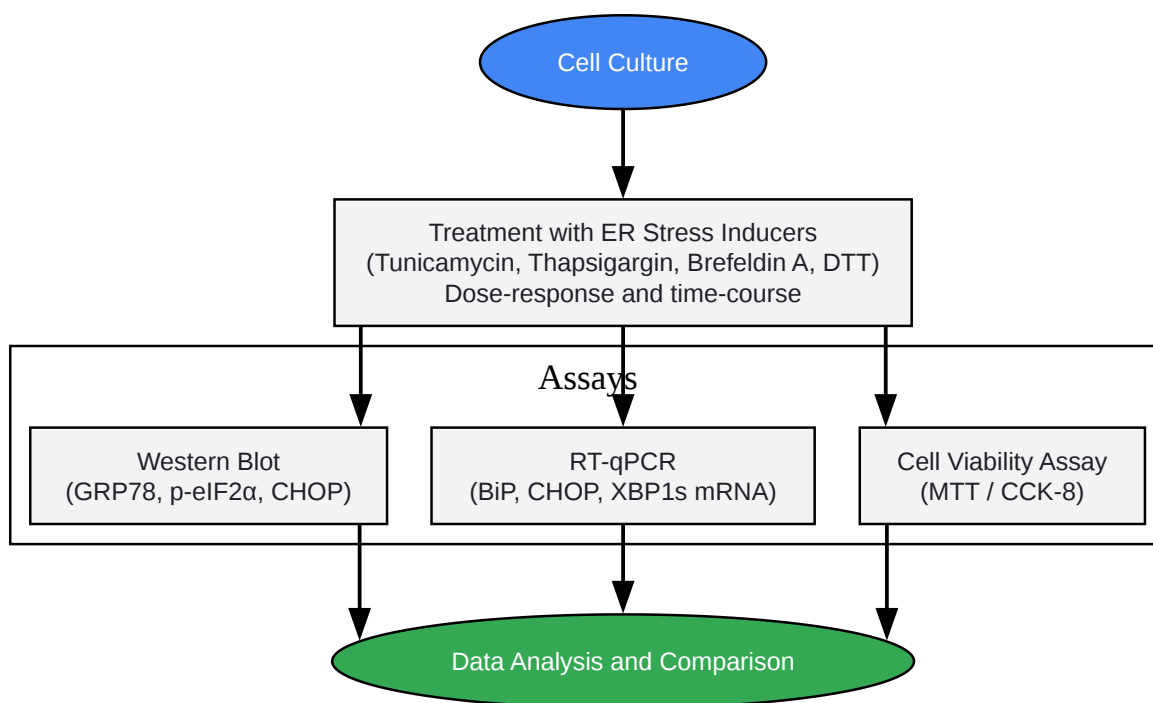 Cell Culture
Treatment with ER Stress Inducers
(Tunicamycin, Thapsigargin, Brefeldin A, DTT)
Dose-response and time-course
Assays
Western Blot
(GRP78, p-eIF2α, CHOP)
RT-qPCR
(BiP, CHOP, XBP1s mRNA)
Cell Viability Assay
(MTT / CCK-8)
Data Analysis and Comparison